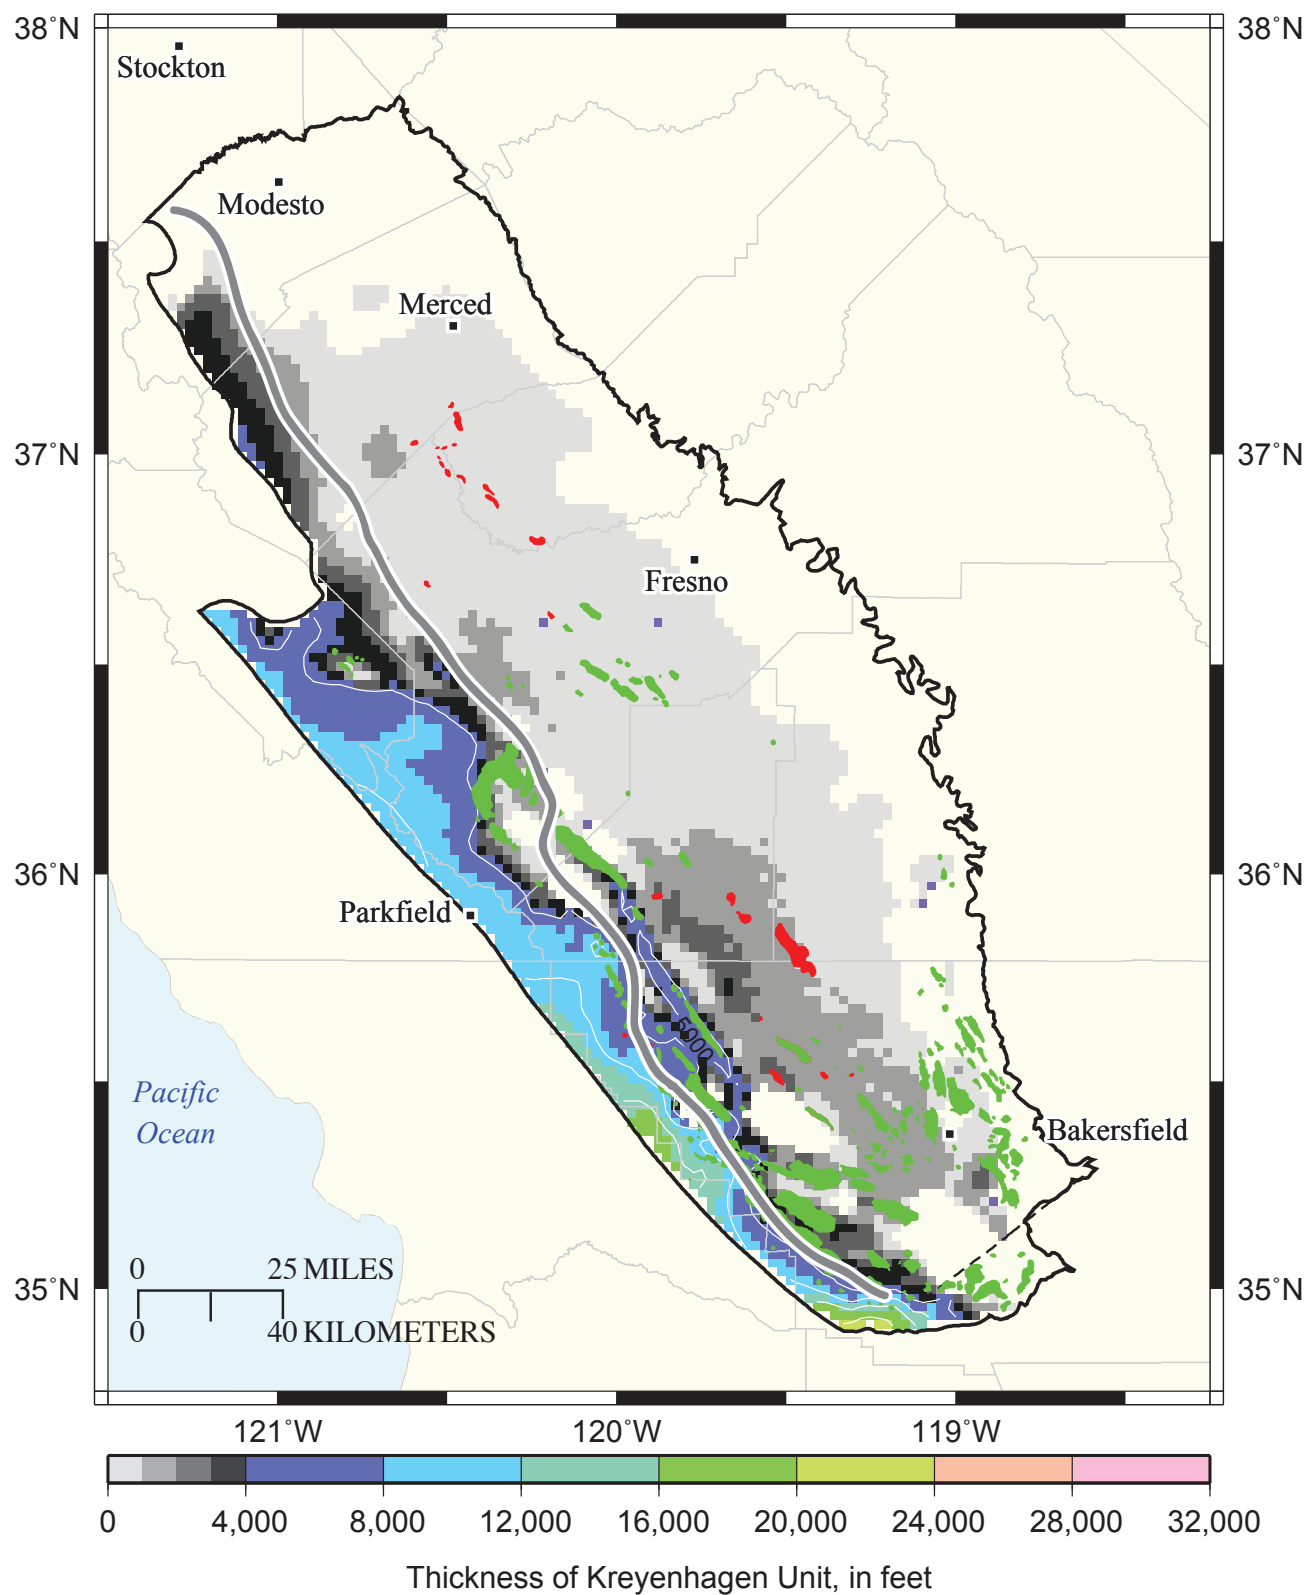 38˚N 38˚N
Stockton
Modesto
Merced
37˚N 37˚N
Fresno
36˚N 36˚N
Parkfield
5000
Pacific
Ocean
Bakersfield
0 25 MILES
35˚N 35˚N
0 40 KILOMETERS
121˚W 120˚W 119˚W
0 4,000 8,000 12,000 16,000 20,000 24,000 28,000 32,000
Thickness of Kreyenhagen Unit, in feet